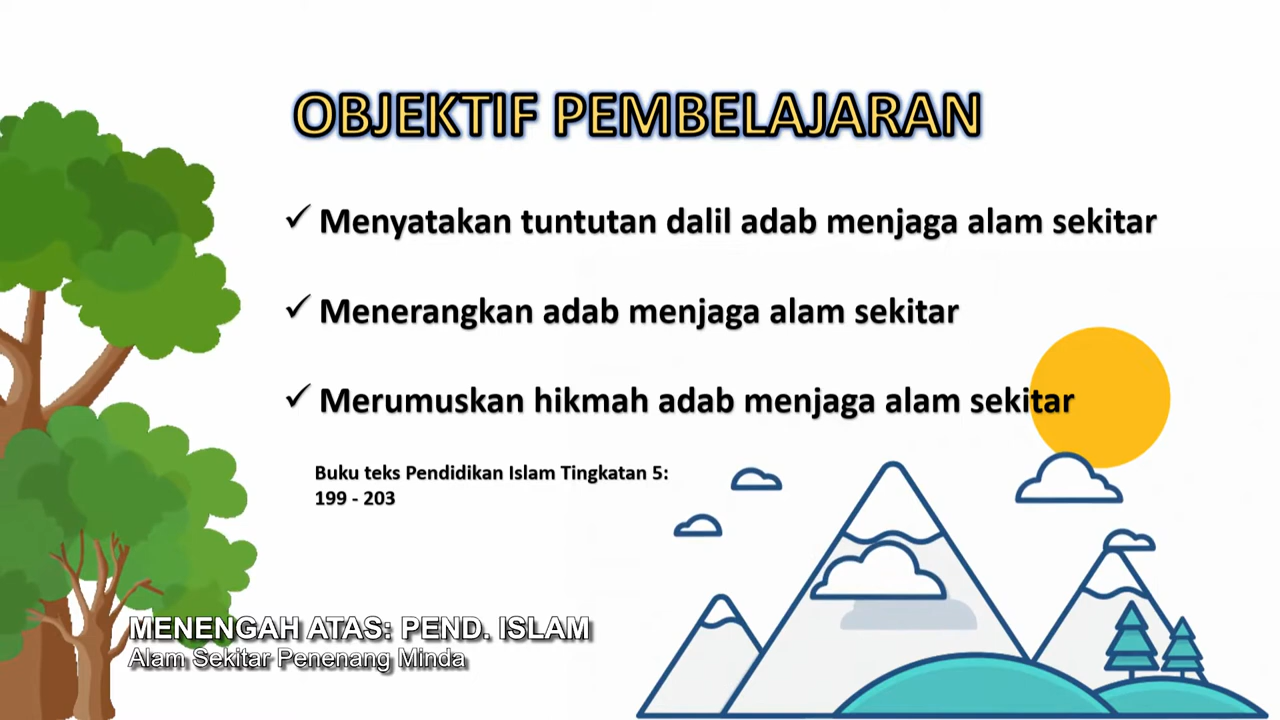 OBJEKTIF PEMBELAJARAN
✓ Menyatakan tuntutan dalil adab menjaga alam sekitar
✓ Menerangkan adab menjaga alam sekitar
✓ Merumuskan hikmah adab menjaga alam sekitar
Buku teks Pendidikan Islam Tingkatan 5:
199 - 203
MENENGAH ATAS: PEND. ISLAM
Alam Sekitar Penenang Minda